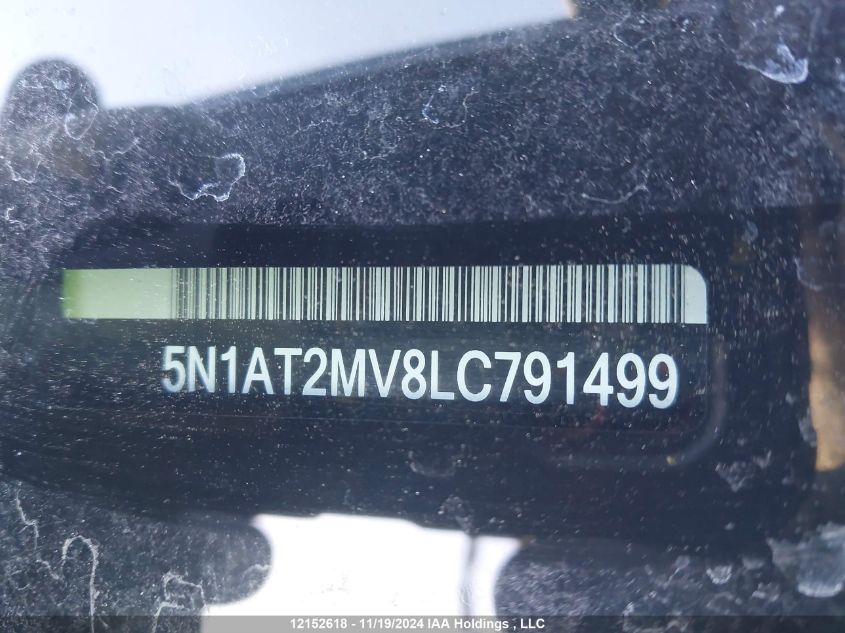 5N1AT2MV8LC791499
12152618 - 11/19/2024 IAA Holdings , LLC